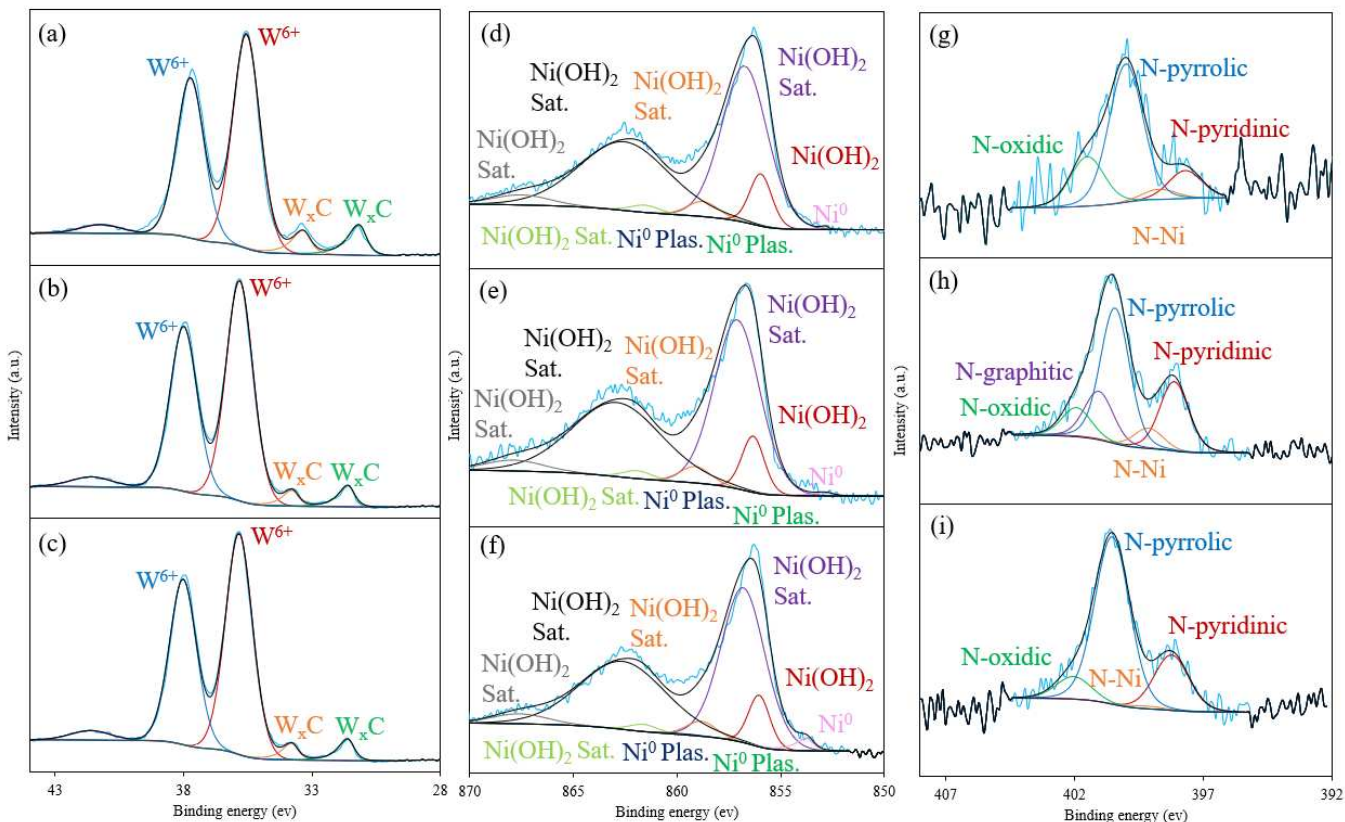 (a)
W⁶⁺
W⁶⁺
WₓC
WₓC
(b)
W⁶⁺
W⁶⁺
WₓC
WₓC
(c)
W⁶⁺
W⁶⁺
WₓC
WₓC
Intensity (a.u.)
43
38
33
28
Binding energy (ev)
(d)
Ni(OH)₂
Sat.
Ni(OH)₂
Sat.
Ni(OH)₂
Sat.
Ni(OH)₂
Sat.
Ni(OH)₂
Ni⁰
Ni(OH)₂ Sat.
Ni⁰ Plas.
Ni⁰ Plas.
(e)
Ni(OH)₂
Sat.
Ni(OH)₂
Sat.
Ni(OH)₂
Sat.
Ni(OH)₂
Sat.
Ni(OH)₂
Ni⁰
Ni(OH)₂ Sat.
Ni⁰ Plas.
Ni⁰ Plas.
(f)
Ni(OH)₂
Sat.
Ni(OH)₂
Sat.
Ni(OH)₂
Sat.
Ni(OH)₂
Sat.
Ni(OH)₂
Ni⁰
Ni(OH)₂ Sat.
Ni⁰ Plas.
Ni⁰ Plas.
Intensity (a.u.)
870
865
860
855
850
Binding energy (ev)
(g)
N-pyrrolic
N-oxidic
N-pyridinic
N-Ni
(h)
N-pyrrolic
N-pyridinic
N-graphitic
N-oxidic
N-Ni
(i)
N-pyrrolic
N-pyridinic
N-oxidic
N-Ni
Intensity (a.u.)
407
402
397
392
Binding energy (ev)